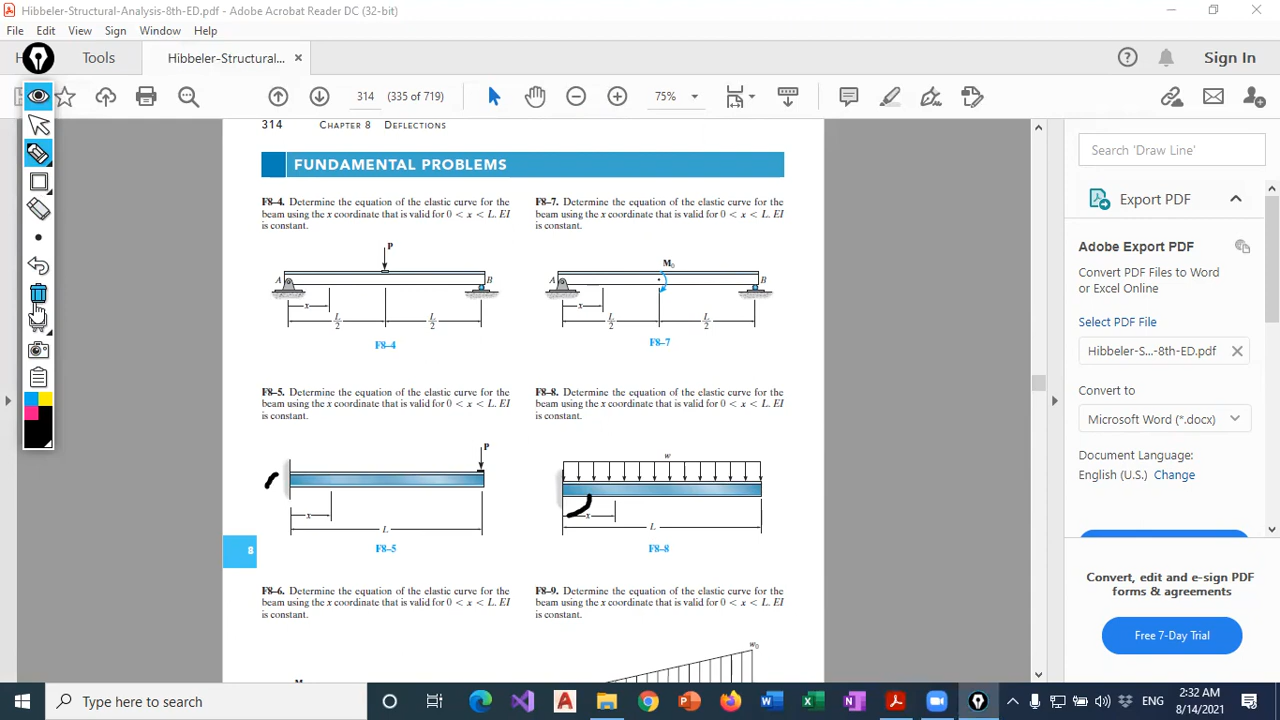 Hibbeler-Structural-Analysis-8th-ED.pdf - Adobe Acrobat Reader DC (32-bit)
File Edit View Sign Window Help
H Tools Hibbeler-Structural... × Sign In
314 (335 of 719) 75%
314 CHAPTER 8 DEFLECTIONS
FUNDAMENTAL PROBLEMS
F8–4. Determine the equation of the elastic curve for the
beam using the x coordinate that is valid for 0 < x < L. EI
is constant.
P
A B
x
L/2 L/2
F8–4
F8–7. Determine the equation of the elastic curve for the
beam using the x coordinate that is valid for 0 < x < L. EI
is constant.
M0
A B
x
L/2 L/2
F8–7
F8–5. Determine the equation of the elastic curve for the
beam using the x coordinate that is valid for 0 < x < L. EI
is constant.
P
x
L
F8–5
F8–8. Determine the equation of the elastic curve for the
beam using the x coordinate that is valid for 0 < x < L. EI
is constant.
w
x
L
F8–8
8
F8–6. Determine the equation of the elastic curve for the
beam using the x coordinate that is valid for 0 < x < L. EI
is constant.
F8–9. Determine the equation of the elastic curve for the
beam using the x coordinate that is valid for 0 < x < L. EI
is constant.
w0
Search 'Draw Line'
Export PDF
Adobe Export PDF
Convert PDF Files to Word
or Excel Online
Select PDF File
Hibbeler-S...-8th-ED.pdf
Convert to
Microsoft Word (*.docx)
Document Language:
English (U.S.) Change
Convert, edit and e-sign PDF
forms & agreements
Free 7-Day Trial
Type here to search
ENG
2:32 AM
8/14/2021